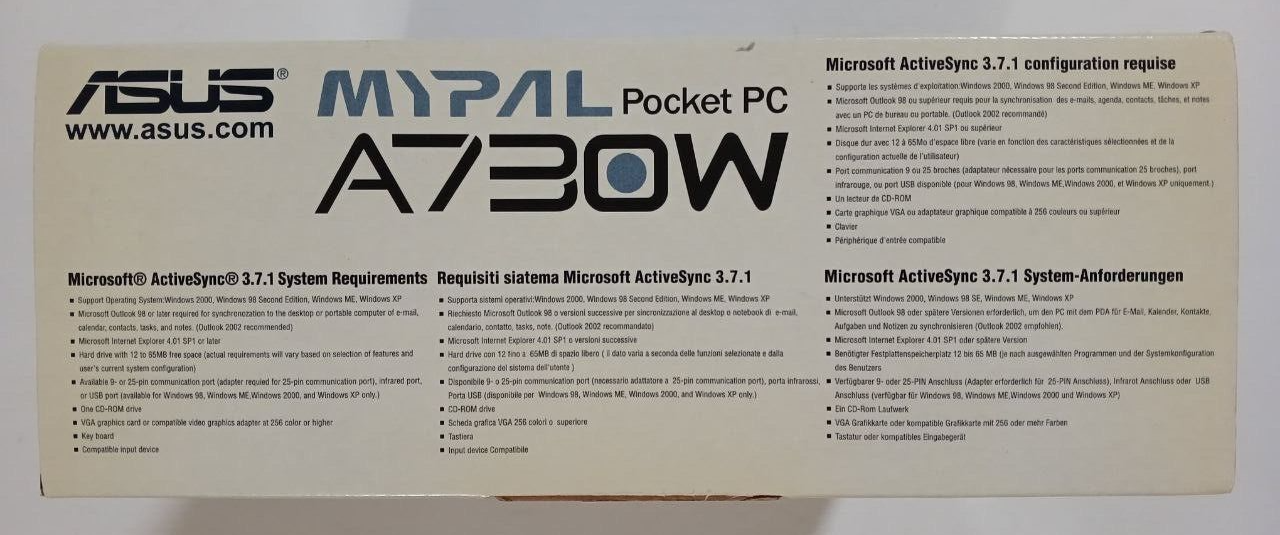 ASUS®
www.asus.com
MYPAL Pocket PC
A730W
Microsoft ActiveSync 3.7.1 configuration requise
▪ Supporte les systèmes d'exploitation:Windows 2000, Windows 98 Second Edition, Windows ME, Windows XP
▪ Microsoft Outlook 98 ou supérieur requis pour la synchronisation des e-mails, agenda, contacts, tâches, et notes
avec un PC de bureau ou portable. (Outlook 2002 recommandé)
▪ Microsoft Internet Explorer 4.01 SP1 ou supérieur
▪ Disque dur avec 12 à 65Mo d'espace libre (varie en fonction des caractéristiques sélectionnées et de la
configuration actuelle de l'utilisateur)
▪ Port communication 9 ou 25 broches (adaptateur nécessaire pour les ports communication 25 broches), port
infrarouge, ou port USB disponible (pour Windows 98, Windows ME,Windows 2000, et Windows XP uniquement.)
▪ Un lecteur de CD-ROM
▪ Carte graphique VGA ou adaptateur graphique compatible à 256 couleurs ou supérieur
▪ Clavier
▪ Périphérique d'entrée compatible
Microsoft® ActiveSync® 3.7.1 System Requirements
▪ Support Operating System:Windows 2000, Windows 98 Second Edition, Windows ME, Windows XP
▪ Microsoft Outlook 98 or later required for synchronozation to the desktop or portable computer of e-mail,
calendar, contacts, tasks, and notes. (Outlook 2002 recommended)
▪ Microsoft Internet Explorer 4.01 SP1 or later
▪ Hard drive with 12 to 65MB free space (actual requirements will vary based on selection of features and
user's current system configuration)
▪ Available 9- or 25-pin communication port (adapter requied for 25-pin communication port), infrared port,
or USB port (available for Windows 98, Windows ME,Windows 2000, and Windows XP only.)
▪ One CD-ROM drive
▪ VGA graphics card or compatible video graphics adapter at 256 color or higher
▪ Key board
▪ Compatible input device
Requisiti siatema Microsoft ActiveSync 3.7.1
▪ Supporta sistemi operativi:Windows 2000, Windows 98 Second Edition, Windows ME, Windows XP
▪ Riechiesto Microsoft Outlook 98 o versioni successive per sincronizzazione al desktop o notebook di e-mail,
calendario, contatto, tasks, note. (Outlook 2002 recommandato)
▪ Microsoft Internet Explorer 4.01 SP1 o versioni successive
▪ Hard drive con 12 fino a 65MB di spazio libero ( il dato varia a seconda delle funzioni selezionate e dalla
configurazione del sistema dell'utente )
▪ Disponibile 9- o 25-pin communication port (necessario adattatore a 25-pin communication port), porta infrarossi,
Porta USB (disponibile per Windows 98, Windows ME, Windows 2000, and Windows XP only.)
▪ CD-ROM drive
▪ Scheda grafica VGA 256 colori o superiore
▪ Tastiera
▪ Input device Compatibile
Microsoft ActiveSync 3.7.1 System-Anforderungen
▪ Unterstützt Windows 2000, Windows 98 SE, Windows ME, Windows XP
▪ Microsoft Outlook 98 oder spätere Versionen erforderlich, um den PC mit dem PDA für E-Mail, Kalender, Kontakte,
Aufgaben und Notizen zu synchronisieren (Outlook 2002 empfohlen).
▪ Microsoft Internet Explorer 4.01 SP1 oder spätere Version
▪ Benötigter Festplattenspeicherplatz 12 bis 65 MB (je nach ausgewählten Programmen und der Systemkonfiguration
des Benutzers
▪ Verfügbarer 9- oder 25-PIN Anschluss (Adapter erforderlich für 25-PIN Anschluss), Infrarot Anschluss oder USB
Anschluss (verfügbar für Windows 98, Windows ME,Windows 2000 und Windows XP)
▪ Ein CD-Rom Laufwerk
▪ VGA Grafikkarte oder kompatible Grafikkarte mit 256 oder mehr Farben
▪ Tastatur oder kompatibles Eingabegerät